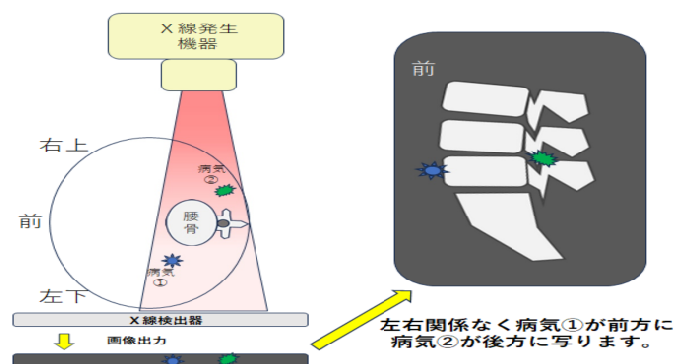 X線発生
機器
右上
病気
②
前
腰
骨
病気
①
左下
X線検出器
画像出力
前
左右関係なく病気①が前方に
病気②が後方に写ります。